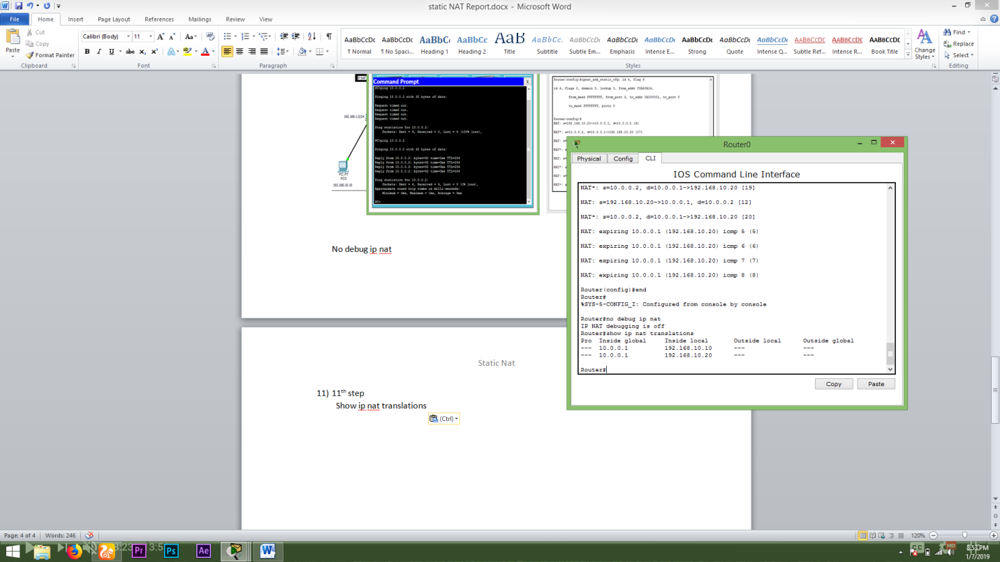 static NAT Report.docx - Microsoft Word
File Home Insert Page Layout References Mailings Review View
Cut
Copy
Format Painter
Paste
Calibri (Body) 11
AaBbCcDc AaBbCcDc AaBbC AaBbCc AaB AaBbCc. AaBbCcDc AaBbCcDc AaBbCcDc AaBbCcDc AaBbCcDc AaBbCcDc AaBbCcDc AaBbCcDc AaBbCcDc
¶ Normal ¶ No Spaci... Heading 1 Heading 2 Title Subtitle Subtle Em... Emphasis Intense E... Strong Quote Intense Q... Subtle Ref... Intense R... Book Title
Change Styles
Find
Replace
Select
Clipboard Font Paragraph Styles Editing
192.168.1.0/24
PC-PT
PC0
192.168.10.10
Command Prompt X
PC>ping 10.0.0.2
Pinging 10.0.0.2 with 32 bytes of data:
Request timed out.
Request timed out.
Request timed out.
Request timed out.
Ping statistics for 10.0.0.2:
Packets: Sent = 4, Received = 0, Lost = 4 (100% loss),
PC>ping 10.0.0.2
Pinging 10.0.0.2 with 32 bytes of data:
Reply from 10.0.0.2: bytes=32 time=1ms TTL=254
Reply from 10.0.0.2: bytes=32 time=0ms TTL=254
Reply from 10.0.0.2: bytes=32 time=0ms TTL=254
Reply from 10.0.0.2: bytes=32 time=0ms TTL=254
Ping statistics for 10.0.0.2:
Packets: Sent = 4, Received = 4, Lost = 0 (0% loss),
Approximate round trip times in milli-seconds:
Minimum = 0ms, Maximum = 1ms, Average = 0ms
PC>
Router(config)#ipnat_add_static_cfg: id 4, flag 6
id 4, flags 0, domain 0, lookup 0, from_addr C0A80A14,
from_mask FFFFFFFF, from_port 0, to_addr 0A000001, to_port 0
to_mask FFFFFFFF, proto 0
Router(config)#
NAT: s=192.168.10.20->10.0.0.1, d=10.0.0.2 [9]
NAT*: s=10.0.0.2, d=10.0.0.1->192.168.10.20 [17]
No debug ip nat
Static Nat
11) 11th step
Show ip nat translations
(Ctrl)
Router0
Physical Config CLI
IOS Command Line Interface
NAT*: s=10.0.0.2, d=10.0.0.1->192.168.10.20 [19]
NAT: s=192.168.10.20->10.0.0.1, d=10.0.0.2 [12]
NAT*: s=10.0.0.2, d=10.0.0.1->192.168.10.20 [20]
NAT: expiring 10.0.0.1 (192.168.10.20) icmp 5 (5)
NAT: expiring 10.0.0.1 (192.168.10.20) icmp 6 (6)
NAT: expiring 10.0.0.1 (192.168.10.20) icmp 7 (7)
NAT: expiring 10.0.0.1 (192.168.10.20) icmp 8 (8)
Router(config)#end
Router#
%SYS-5-CONFIG_I: Configured from console by console
Router#no debug ip nat
IP NAT debugging is off
Router#show ip nat translations
Pro Inside global Inside local Outside local Outside global
--- 10.0.0.1 192.168.10.10 --- ---
--- 10.0.0.1 192.168.10.20 --- ---
Router#
Copy Paste
Page: 4 of 4 Words: 246
120%
Pr Ps Ae
HD
8:53 PM
1/7/2019